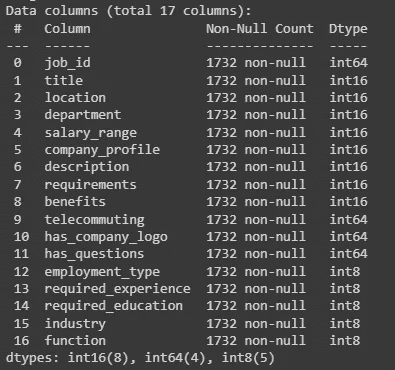 Data columns (total 17 columns):
 #   Column               Non-Null Count  Dtype
---  ------               --------------  -----
 0   job_id               1732 non-null   int64
 1   title                1732 non-null   int16
 2   location             1732 non-null   int16
 3   department           1732 non-null   int16
 4   salary_range         1732 non-null   int16
 5   company_profile      1732 non-null   int16
 6   description          1732 non-null   int16
 7   requirements         1732 non-null   int16
 8   benefits             1732 non-null   int16
 9   telecommuting        1732 non-null   int64
 10  has_company_logo     1732 non-null   int64
 11  has_questions        1732 non-null   int64
 12  employment_type      1732 non-null   int8
 13  required_experience  1732 non-null   int8
 14  required_education   1732 non-null   int8
 15  industry             1732 non-null   int8
 16  function             1732 non-null   int8
dtypes: int16(8), int64(4), int8(5)